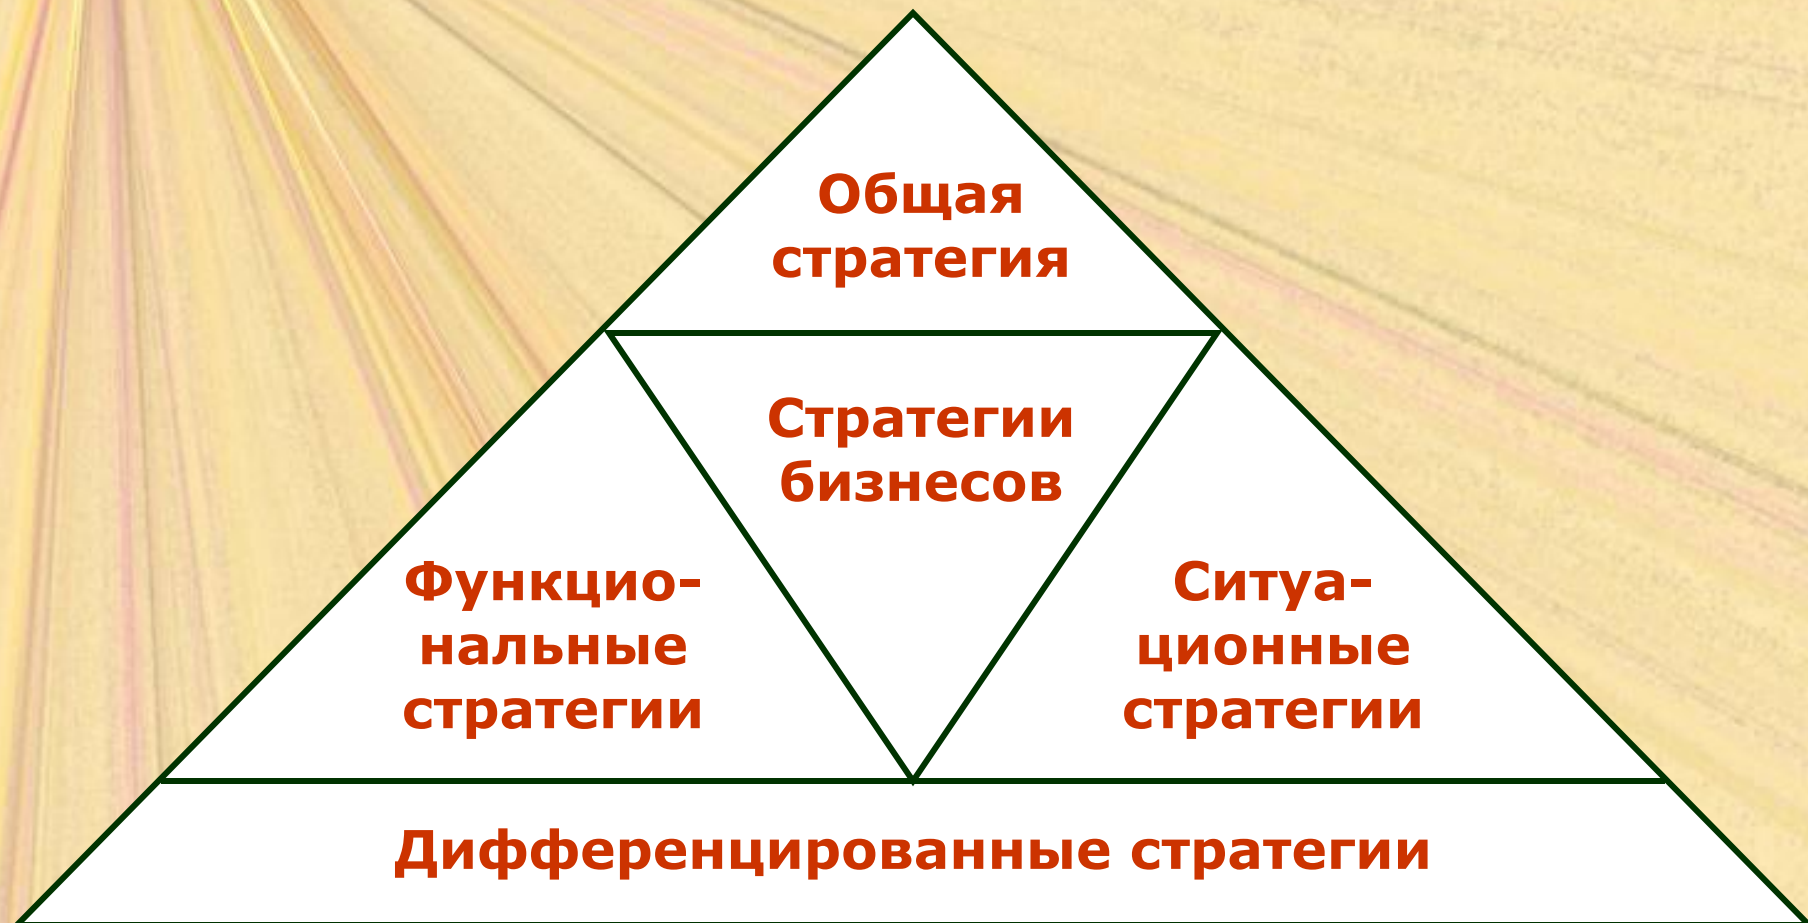 Общая
стратегия
Стратегии
бизнесов
Функцио-
нальные
стратегии
Ситуа-
ционные
стратегии
Дифференцированные стратегии